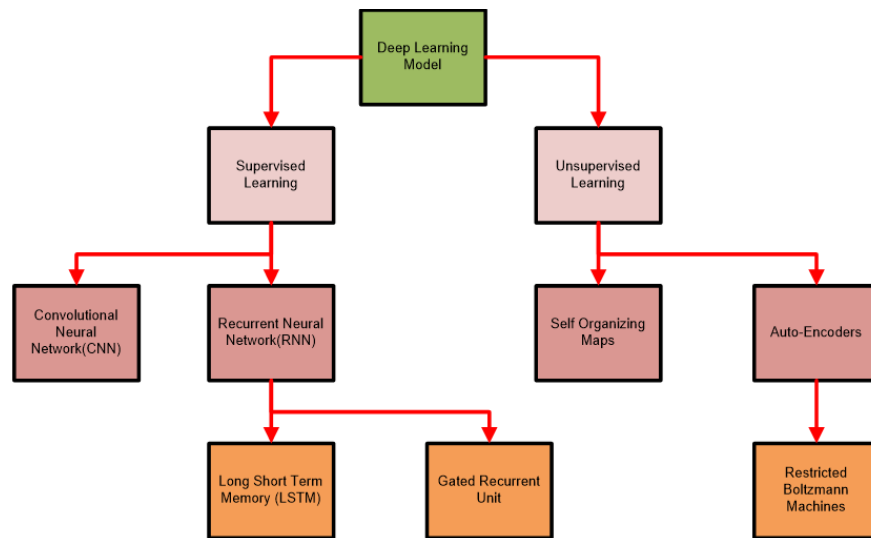 Deep Learning
Model
Supervised
Learning
Unsupervised
Learning
Convolutional
Neural
Network(CNN)
Recurrent Neural
Network(RNN)
Self Organizing
Maps
Auto-Encoders
Long Short Term
Memory (LSTM)
Gated Recurrent
Unit
Restricted
Boltzmann
Machines